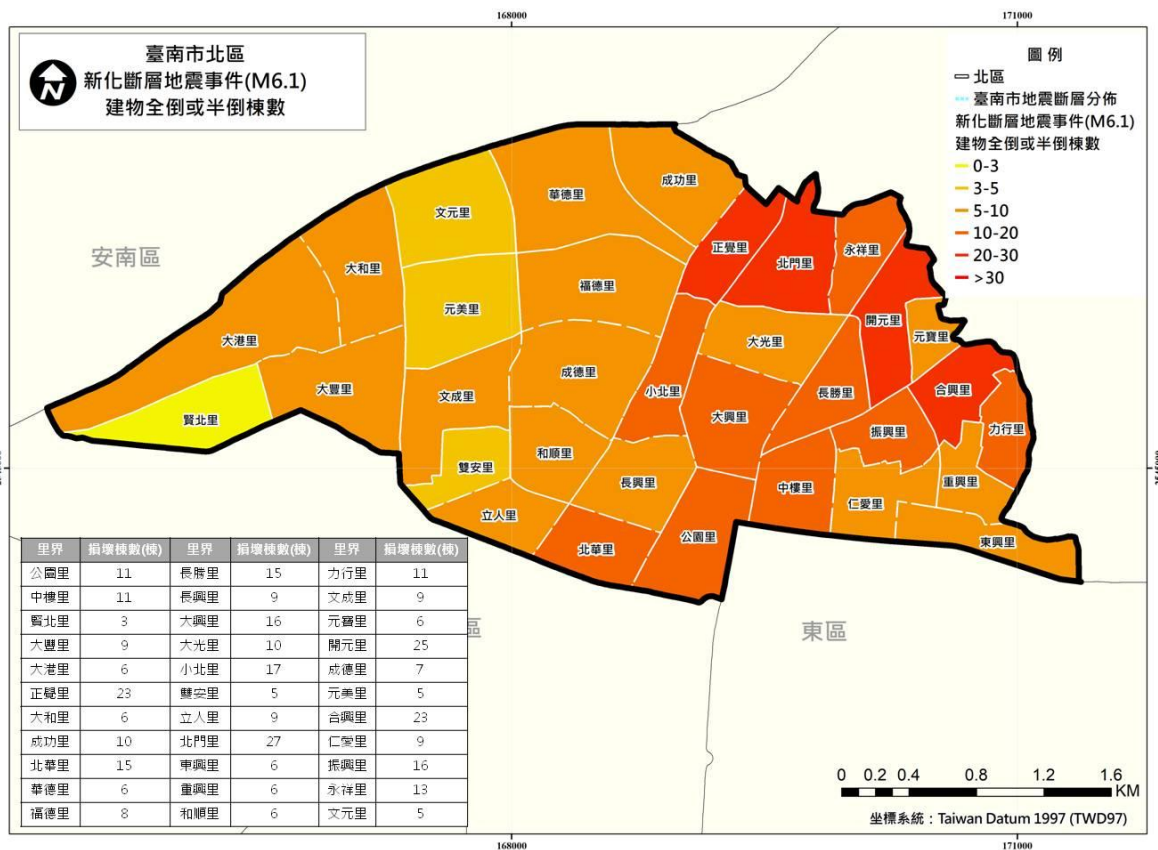 168000
171000
臺南市北區
新化斷層地震事件(M6.1)
建物全倒或半倒棟數
N
圖例
北區
臺南市地震斷層分佈
新化斷層地震事件(M6.1)
建物全倒或半倒棟數
0-3
3-5
5-10
10-20
20-30
>30
安南區
成功里
華德里
文元里
正覺里
北門里
永祥里
大和里
福德里
元美里
開元里
元寶里
大港里
大光里
成德里
大豐里
文成里
小北里
長勝里
合興里
賢北里
大興里
振興里
力行里
雙安里
和順里
長興里
中樓里
仁愛里
重興里
立人里
公園里
北華里
東興里
區
東區
里界 損壞棟數(棟) 里界 損壞棟數(棟) 里界 損壞棟數(棟)
公園里 11 長勝里 15 力行里 11
中樓里 11 長興里 9 文成里 9
賢北里 3 大興里 16 元寶里 6
大豐里 9 大光里 10 開元里 25
大港里 6 小北里 17 成德里 7
正覺里 23 雙安里 5 元美里 5
大和里 6 立人里 9 合興里 23
成功里 10 北門里 27 仁愛里 9
北華里 15 東興里 6 振興里 16
華德里 6 重興里 6 永祥里 13
福德里 8 和順里 6 文元里 5
0 0.2 0.4 0.8 1.2 1.6
KM
坐標系統：Taiwan Datum 1997 (TWD97)
168000
171000